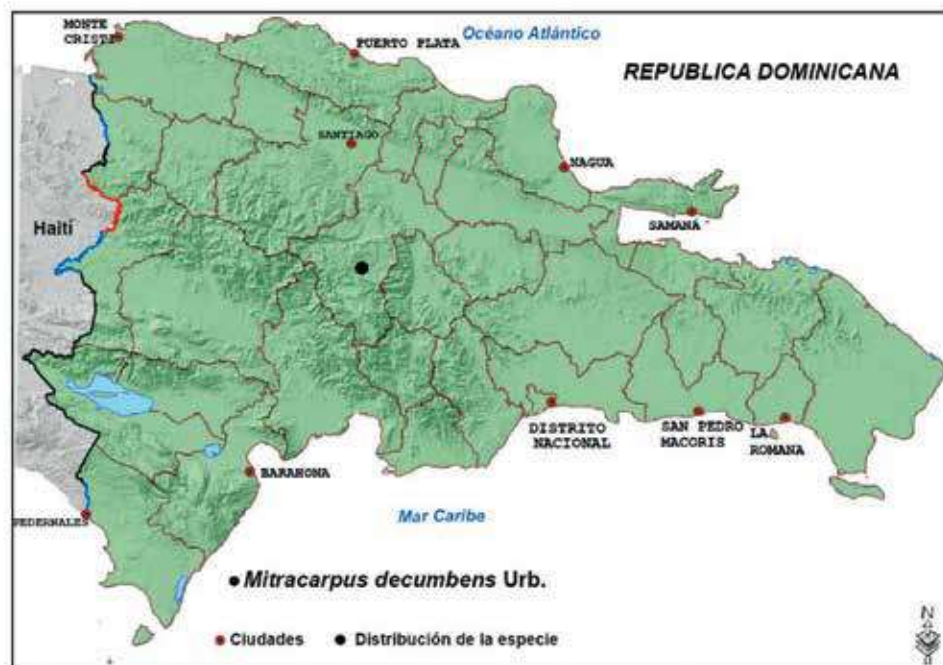 MONTE
CRISTI
PUERTO PLATA
Océano Atlántico
REPUBLICA DOMINICANA
SANTIAGO
NAGUA
SAMANÁ
Haití
DISTRITO
NACIONAL
SAN PEDRO
MACORIS
LA
ROMANA
BARAHONA
PEDERNALES
Mar Caribe
Mitracarpus decumbens Urb.
Ciudades
Distribución de la especie
N